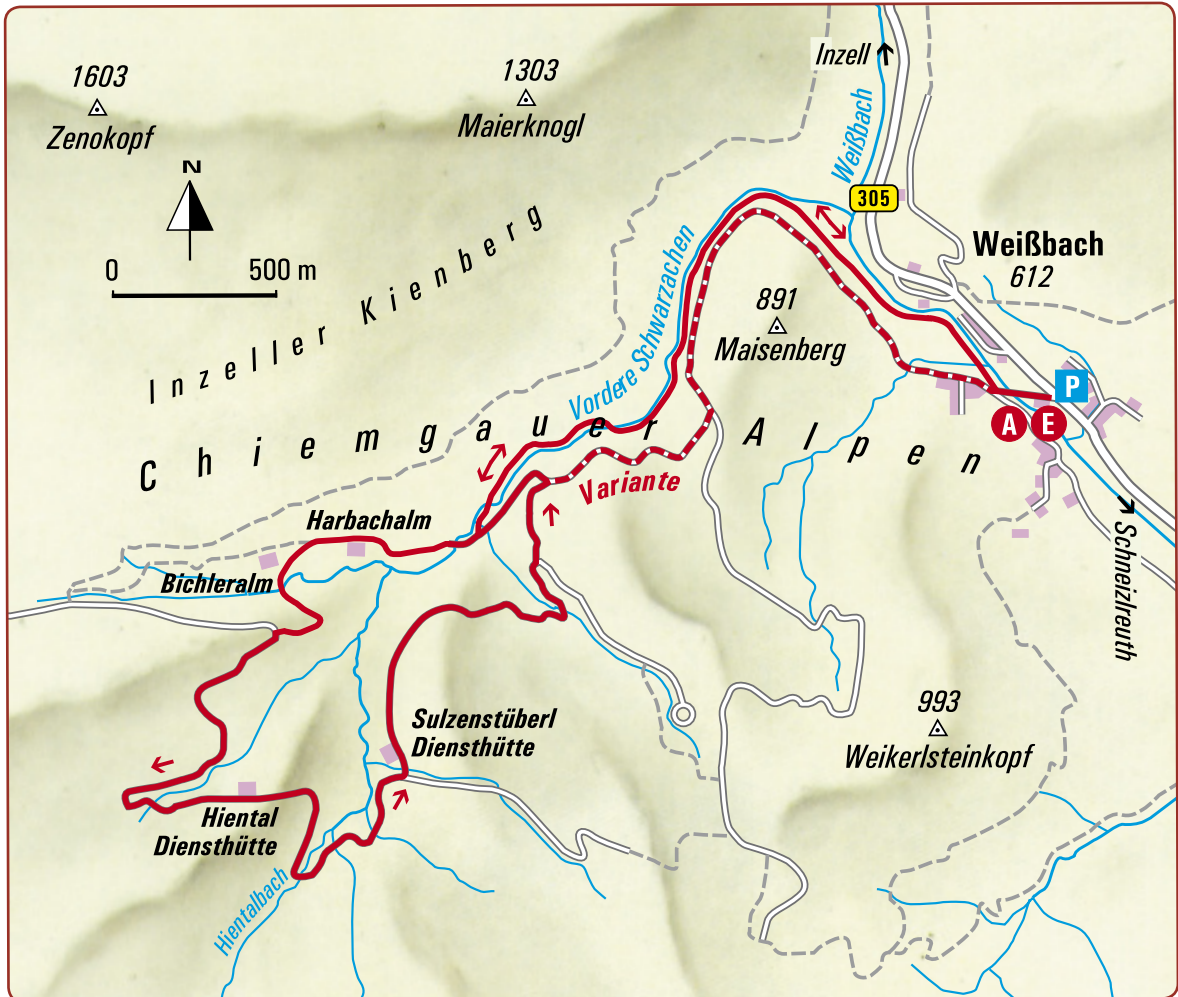 1603
Zenokopf
1303
Maierknogl
Inzell
Weißbach
305
N
0 500 m
Inzeller Kienberg
Weißbach
612
Vordere Schwarzachen
891
Maisenberg
P
A E
Chiemgauer Alpen
Variante
Harbachalm
Bichleralm
Schneizlreuth
Sulzenstüberl
Diensthütte
993
Weikerlsteinkopf
Hiental
Diensthütte
Hientalbach